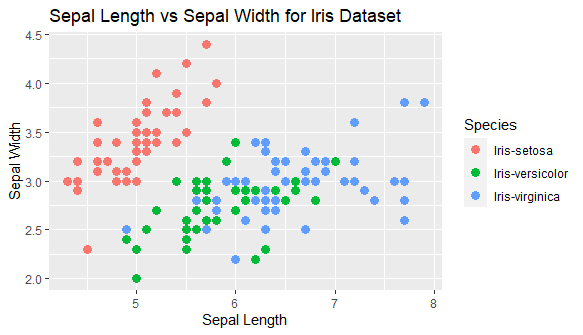 Sepal Length vs Sepal Width for Iris Dataset
4.5
4.0
3.5
3.0
2.5
2.0
Sepal Width
5
6
7
8
Sepal Length
Species
Iris-setosa
Iris-versicolor
Iris-virginica